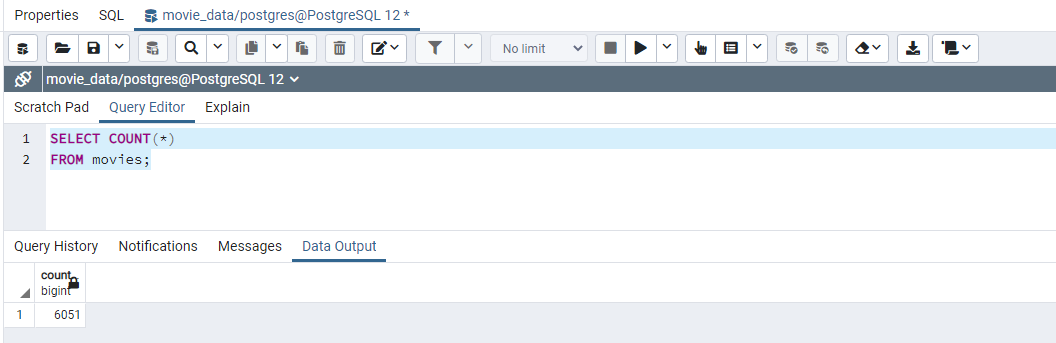 Properties SQL movie_data/postgres@PostgreSQL 12 *
No limit
movie_data/postgres@PostgreSQL 12
Scratch Pad Query Editor Explain
1 SELECT COUNT(*)
2 FROM movies;
Query History Notifications Messages Data Output
count
bigint
1 6051